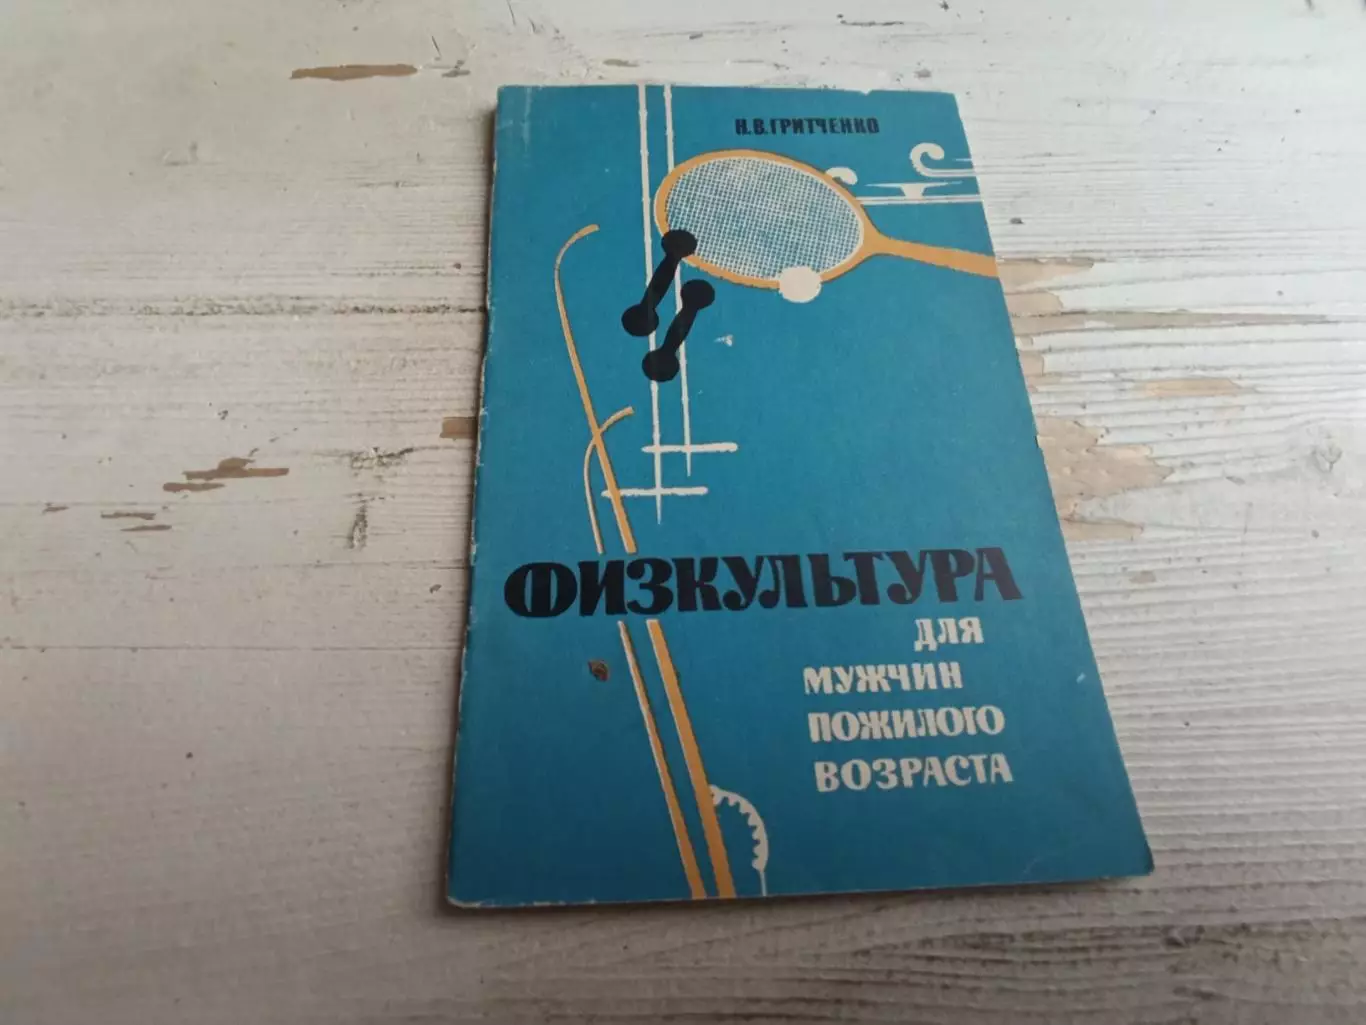 Н.В.ГРИТЧЕНКО
ФИЗКУЛЬТУРА
ДЛЯ
МУЖЧИН
ПОЖИЛОГО
ВОЗРАСТА